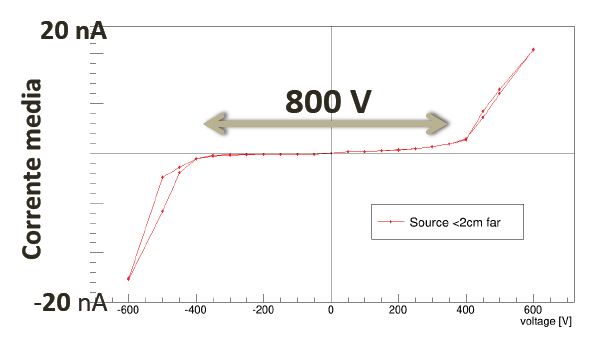 20 nA
800 V
Corrente media
Source <2cm far
-20 nA
-600 -400 -200 0 200 400 600
voltage [V]